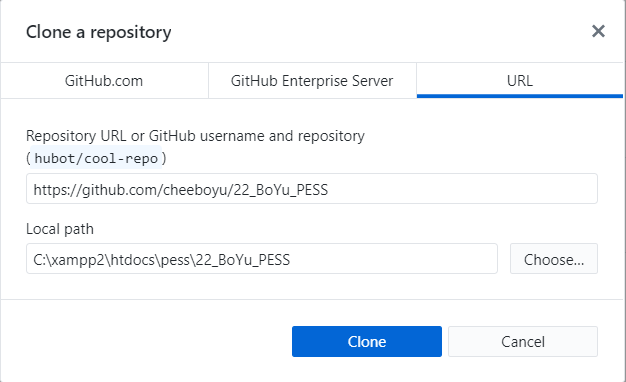 Clone a repository
GitHub.com
GitHub Enterprise Server
URL
Repository URL or GitHub username and repository
(hubot/cool-repo)
https://github.com/cheeboyu/22_BoYu_PESS
Local path
C:\xampp2\htdocs\pess\22_BoYu_PESS
Choose...
Clone
Cancel